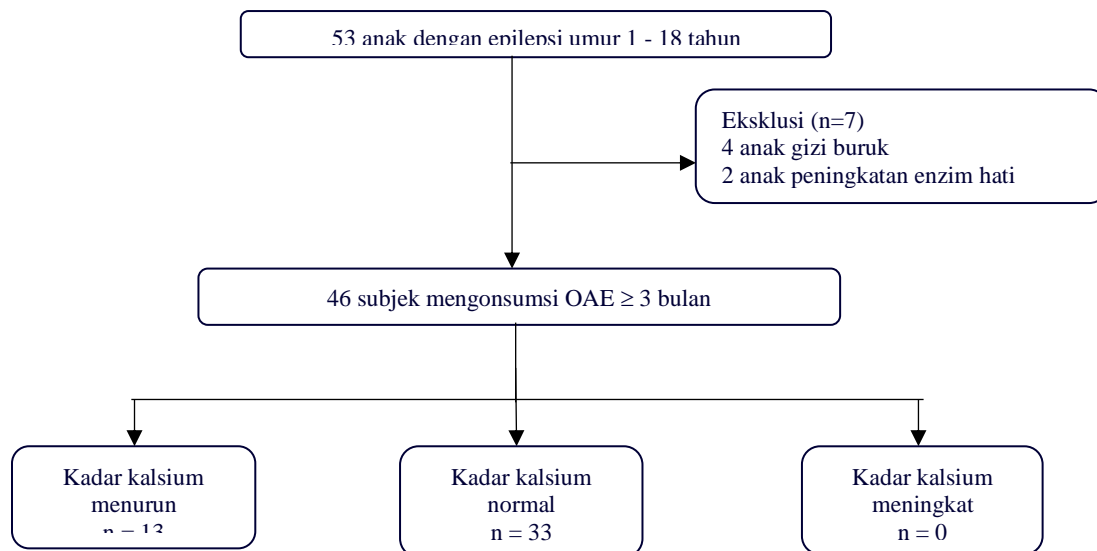 53 anak dengan epilepsi umur 1 - 18 tahun
Eksklusi (n=7)
4 anak gizi buruk
2 anak peningkatan enzim hati
46 subjek mengonsumsi OAE ≥ 3 bulan
Kadar kalsium
menurun
n = 13
Kadar kalsium
normal
n = 33
Kadar kalsium
meningkat
n = 0